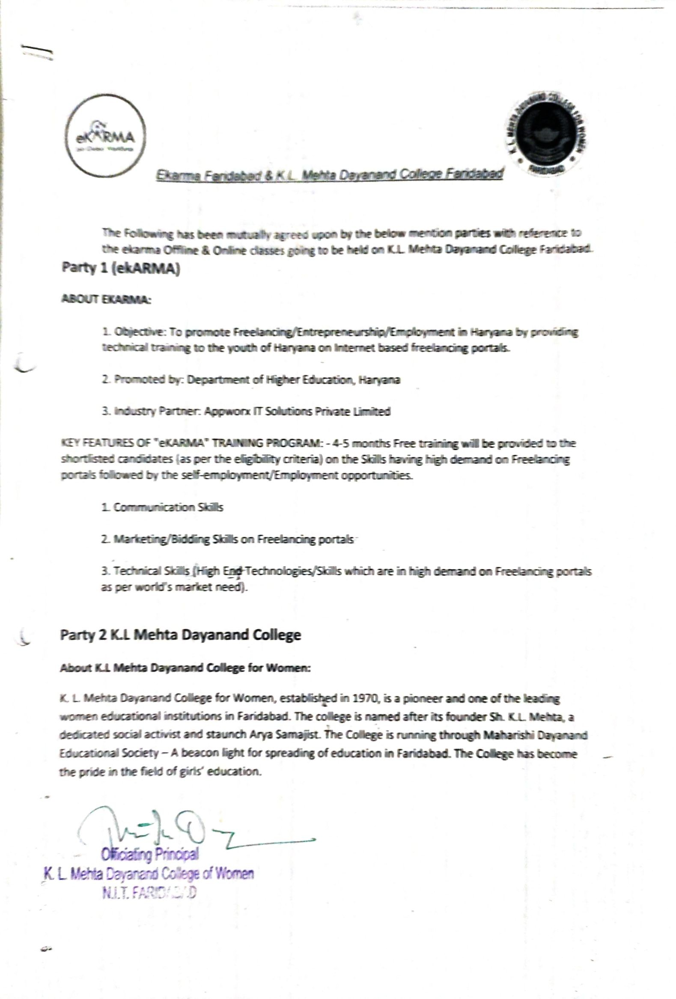 eKARMA
K. L. MEHTA DAYANAND COLLEGE FOR WOMEN
FARIDABAD
Ekarma Faridabad & K.L. Mehta Dayanand College Faridabad
The Following has been mutually agreed upon by the below mention parties with reference to
the ekarma Offline & Online classes going to be held on K.L. Mehta Dayanand College Faridabad.
Party 1 (ekARMA)
ABOUT EKARMA:
1. Objective: To promote Freelancing/Entrepreneurship/Employment in Haryana by providing
technical training to the youth of Haryana on Internet based freelancing portals.
2. Promoted by: Department of Higher Education, Haryana
3. Industry Partner: Appworx IT Solutions Private Limited
KEY FEATURES OF "eKARMA" TRAINING PROGRAM: - 4-5 months Free training will be provided to the
shortlisted candidates (as per the eligibility criteria) on the Skills having high demand on Freelancing
portals followed by the self-employment/Employment opportunities.
1. Communication Skills
2. Marketing/Bidding Skills on Freelancing portals
3. Technical Skills (High End Technologies/Skills which are in high demand on Freelancing portals
as per world's market need).
Party 2 K.L Mehta Dayanand College
About K.L Mehta Dayanand College for Women:
K. L. Mehta Dayanand College for Women, established in 1970, is a pioneer and one of the leading
women educational institutions in Faridabad. The college is named after its founder Sh. K.L. Mehta, a
dedicated social activist and staunch Arya Samajist. The College is running through Maharishi Dayanand
Educational Society – A beacon light for spreading of education in Faridabad. The College has become
the pride in the field of girls' education.
Officiating Principal
K. L. Mehta Dayanand College of Women
N.I.T. FARIDABAD